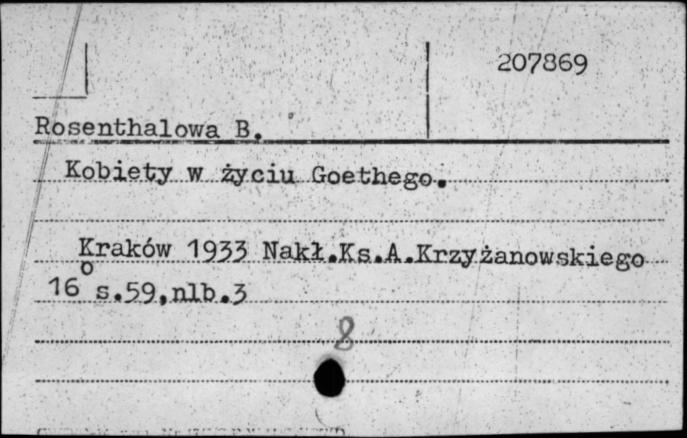 207869
Rosenthalowa B.
Kobiety w życiu Goethego.
Kraków 1933 Nakł.Ks.A.Krzyżanowskiego
16° s.59,nlb.3
8